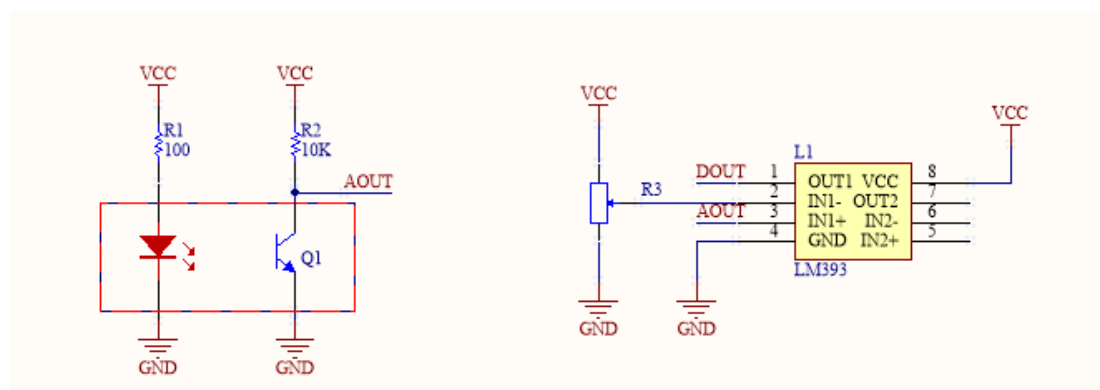 VCC
R1
100
GND
VCC
R2
10K
AOUT
Q1
GND
VCC
R3
GND
L1
DOUT 1 OUT1 VCC 8
2 IN1- OUT2 7
AOUT 3 IN1+ IN2- 6
4 GND IN2+ 5
LM393
GND
VCC